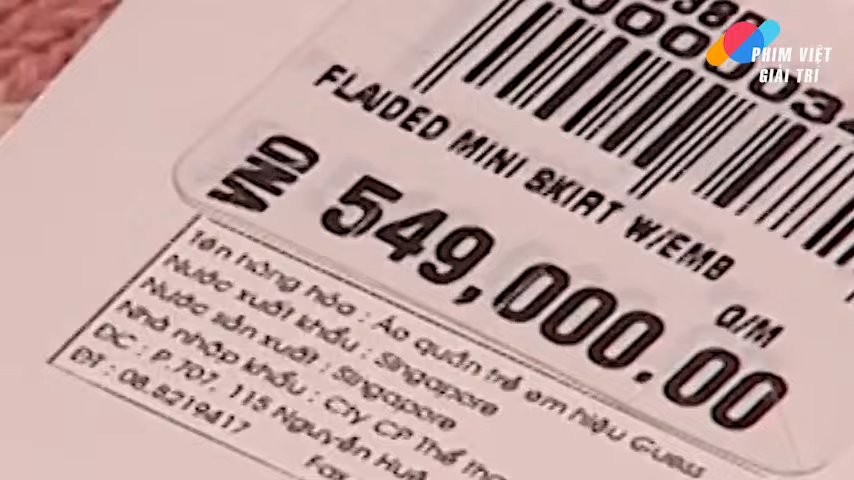 PHIM VIỆT
GIẢI TRÍ
FLAIDED MINI SKIRT W/EMB
Q/M
VND 549,000.00
Tên hàng hóa : Áo quần trẻ em hiệu Guess
Nước xuất khẩu : Singapore
Nước sản xuất : Singapore
Nhà nhập khẩu : Cty CP Thể
ĐC : P.707, 115 Nguyễn Huệ
ĐT : 08.8219417
Fax